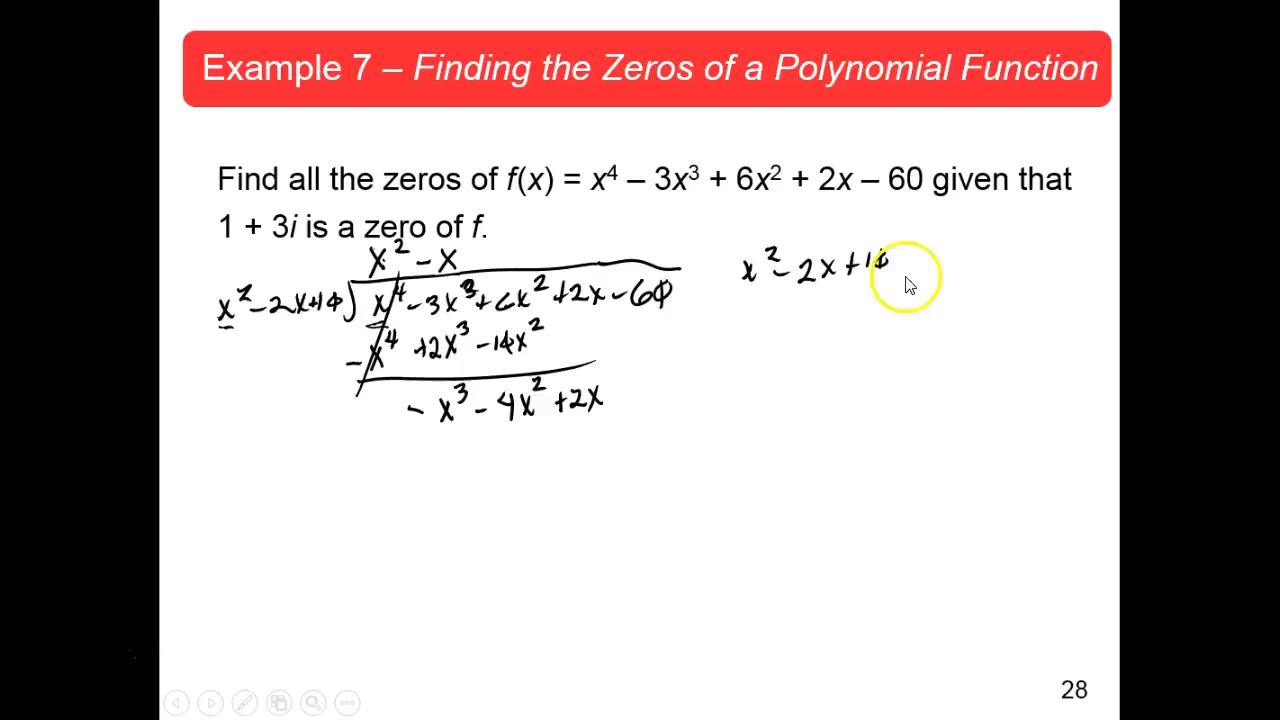 Example 7 – Finding the Zeros of a Polynomial Function
Find all the zeros of f(x) = x⁴ – 3x³ + 6x² + 2x – 60 given that
1 + 3i is a zero of f.
x² - x
x² - 2x + 10
x² - 2x + 10 ) x⁴ - 3x³ + 6x² + 2x - 60
- x⁴ + 2x³ - 10x²
- x³ - 4x² + 2x
28